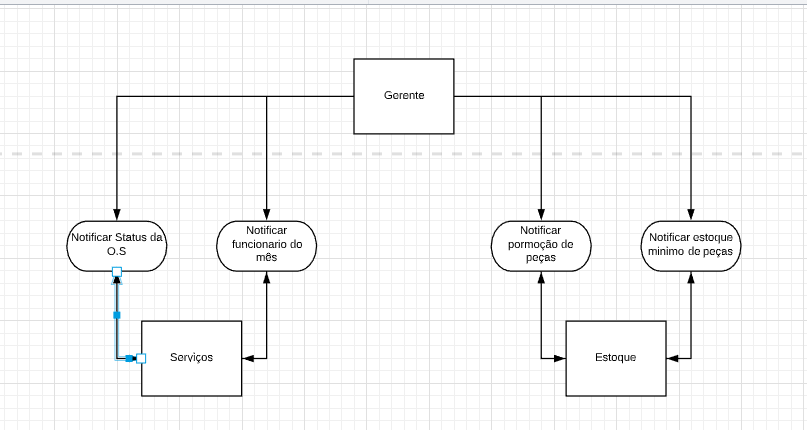 Gerente
Notificar Status da
O.S
Notificar
funcionario do
mês
Notificar
pormoção de
peças
Notificar estoque
minimo de peças
Serviços
Estoque